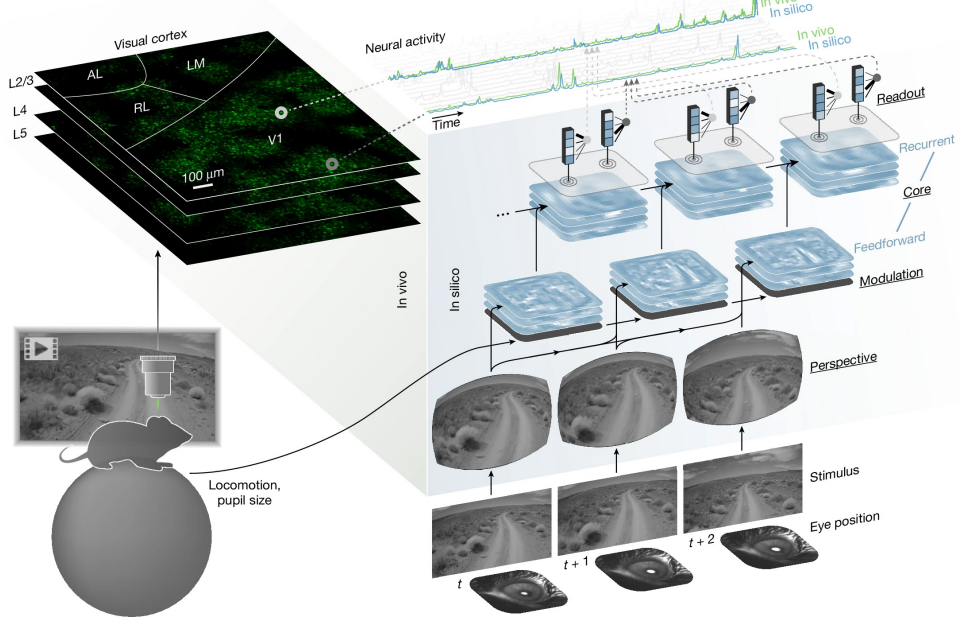 In vivo
In silico
Visual cortex
Neural activity
In vivo
In silico
L2/3
AL
LM
L4
RL
L5
V1
100 μm
Time
Readout
Recurrent
Core
Feedforward
...
In vivo
In silico
Modulation
Perspective
Locomotion,
pupil size
Stimulus
Eye position
t
t + 1
t + 2